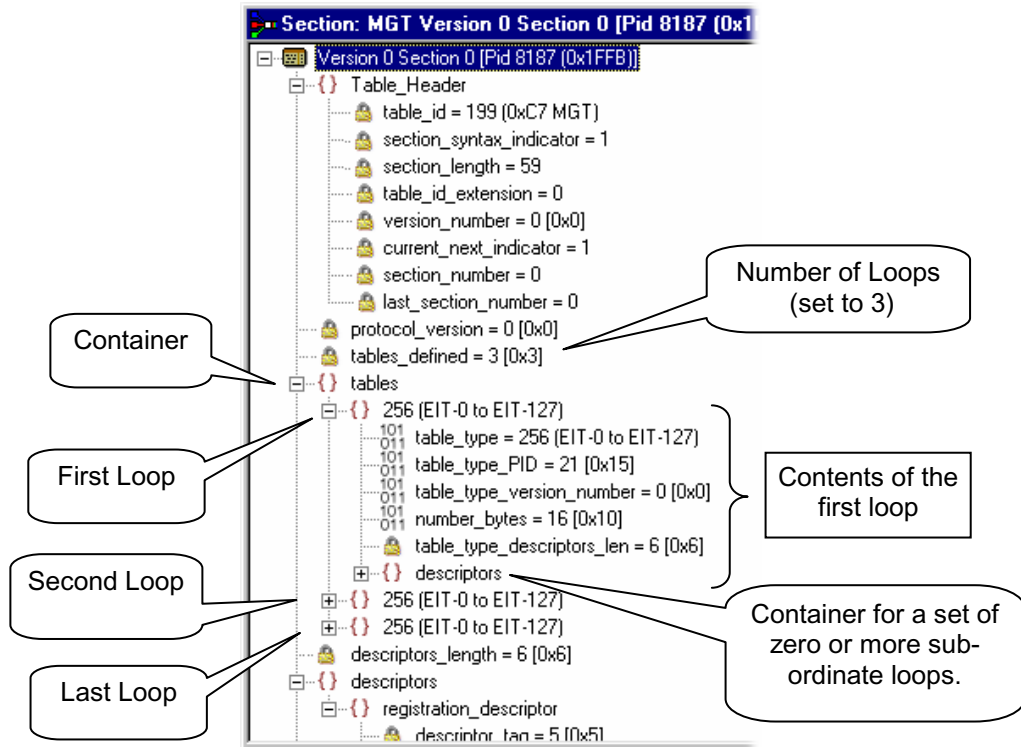 Section: MGT Version 0 Section 0 [Pid 8187 (0x1
Version 0 Section 0 [Pid 8187 (0x1FFB)]
Table_Header
table_id = 199 (0xC7 MGT)
section_syntax_indicator = 1
section_length = 59
table_id_extension = 0
version_number = 0 [0x0]
current_next_indicator = 1
section_number = 0
last_section_number = 0
protocol_version = 0 [0x0]
tables_defined = 3 [0x3]
tables
256 (EIT-0 to EIT-127)
table_type = 256 (EIT-0 to EIT-127)
table_type_PID = 21 [0x15]
table_type_version_number = 0 [0x0]
number_bytes = 16 [0x10]
table_type_descriptors_len = 6 [0x6]
descriptors
256 (EIT-0 to EIT-127)
256 (EIT-0 to EIT-127)
descriptors_length = 6 [0x6]
descriptors
registration_descriptor
descriptor_tag = 5 [0x5]
Number of Loops
(set to 3)
Container
First Loop
Contents of the
first loop
Second Loop
Container for a set of
zero or more sub-
ordinate loops.
Last Loop